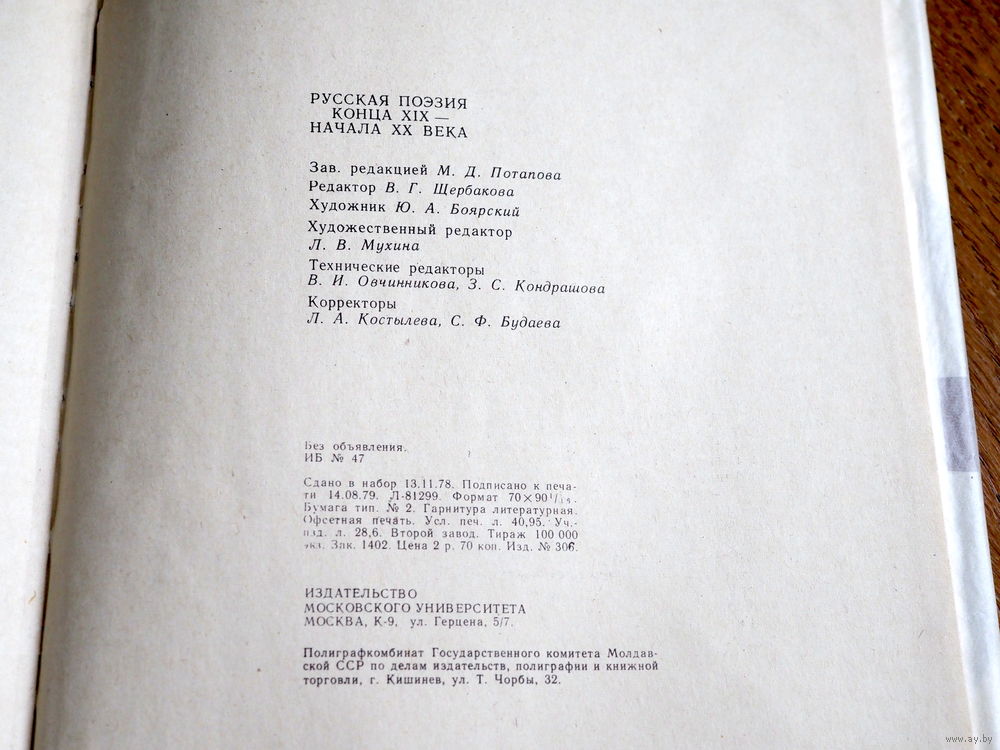 РУССКАЯ ПОЭЗИЯ
КОНЦА XIX —
НАЧАЛА XX ВЕКА
Зав. редакцией М. Д. Потапова
Редактор В. Г. Щербакова
Художник Ю. А. Боярский
Художественный редактор
Л. В. Мухина
Технические редакторы
В. И. Овчинникова, З. С. Кондрашова
Корректоры
Л. А. Костылева, С. Ф. Будаева
Без объявления.
ИБ № 47
Сдано в набор 13.11.78. Подписано к печа-
ти 14.08.79. Л-81299. Формат 70×90¹/₁₆.
Бумага тип. № 2. Гарнитура литературная.
Офсетная печать. Усл. печ. л. 40,95. Уч.-
изд. л. 28,6. Второй завод. Тираж 100 000
экз. Зак. 1402. Цена 2 р. 70 коп. Изд. № 306.
ИЗДАТЕЛЬСТВО
МОСКОВСКОГО УНИВЕРСИТЕТА
МОСКВА, К-9, ул. Герцена, 5/7.
Полиграфкомбинат Государственного комитета Молдав-
ской ССР по делам издательств, полиграфии и книжной
торговли, г. Кишинев, ул. Т. Чорбы, 32.
www.ay.by